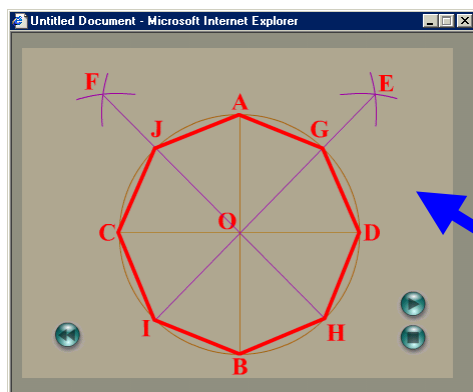 Untitled Document - Microsoft Internet Explorer
F E
A
J G
C O D
I H
B